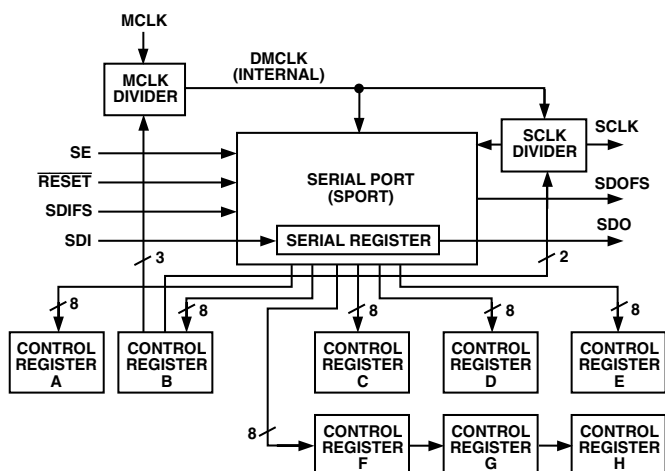 MCLK
DMCLK
(INTERNAL)
MCLK
DIVIDER
SCLK
DIVIDER
SCLK
SE
RESET
SDIFS
SDI
SERIAL PORT
(SPORT)
SERIAL REGISTER
SDOFS
SDO
3
2
8
8
8
8
8
CONTROL
REGISTER
A
CONTROL
REGISTER
B
CONTROL
REGISTER
C
CONTROL
REGISTER
D
CONTROL
REGISTER
E
8
CONTROL
REGISTER
F
CONTROL
REGISTER
G
CONTROL
REGISTER
H